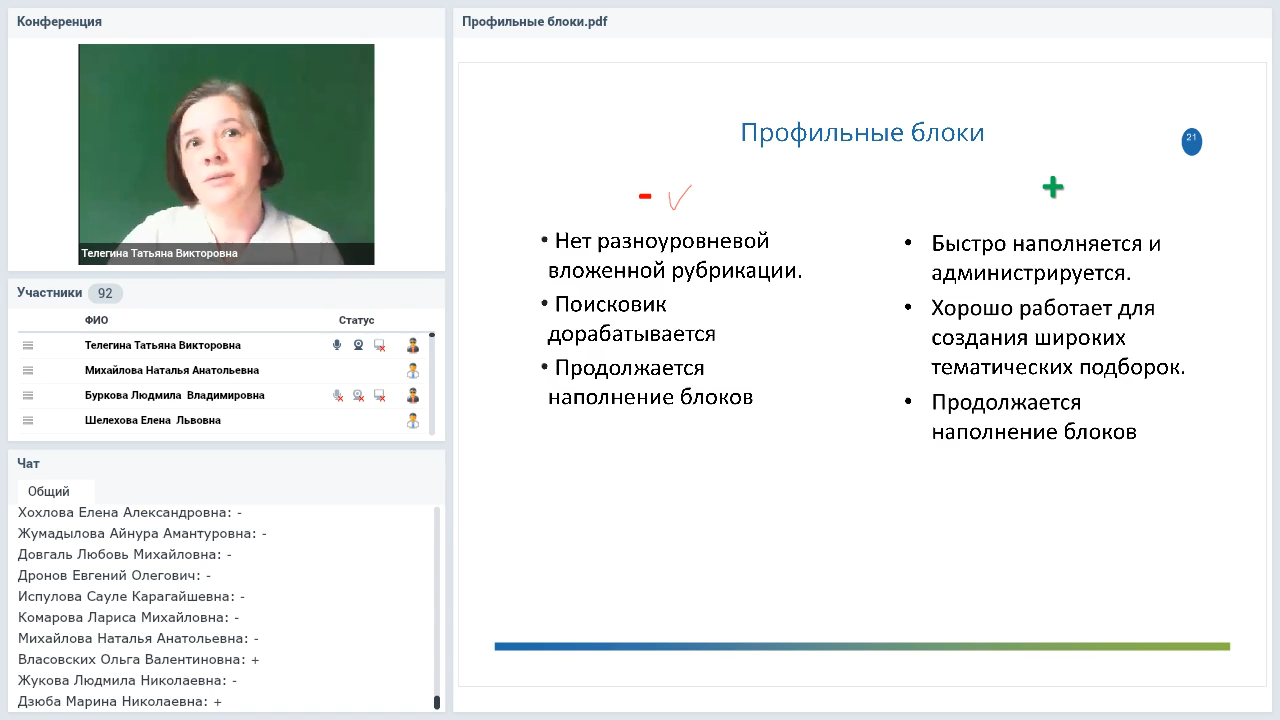 Конференция
Телегина Татьяна Викторовна
Участники 92
ФИО Статус
Телегина Татьяна Викторовна
Михайлова Наталья Анатольевна
Буркова Людмила Владимировна
Шелехова Елена Львовна
Чат
Общий
Хохлова Елена Александровна: -
Жумадылова Айнура Амантуровна: -
Довгаль Любовь Михайловна: -
Дронов Евгений Олегович: -
Испулова Сауле Карагайшевна: -
Комарова Лариса Михайловна: -
Михайлова Наталья Анатольевна: -
Власовских Ольга Валентиновна: +
Жукова Людмила Николаевна: -
Дзюба Марина Николаевна: +
Профильные блоки.pdf
Профильные блоки
21
-
• Нет разноуровневой
вложенной рубрикации.
• Поисковик
дорабатывается
• Продолжается
наполнение блоков
+
• Быстро наполняется и
администрируется.
• Хорошо работает для
создания широких
тематических подборок.
• Продолжается
наполнение блоков